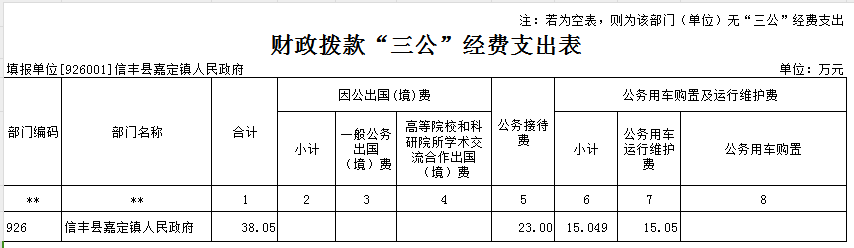 注：若为空表，则为该部门（单位）无“三公”经费支出
财政拨款“三公”经费支出表
填报单位[926001]信丰县嘉定镇人民政府 单位：万元
部门编码 部门名称 合计 因公出国(境)费 公务接待费 公务用车购置及运行维护费
小计 一般公务出国（境）费 高等院校和科研院所学术交流合作出国（境）费 小计 公务用车运行维护费 公务用车购置
** ** 1 2 3 4 5 6 7 8
926 信丰县嘉定镇人民政府 38.05 23.00 15.049 15.05